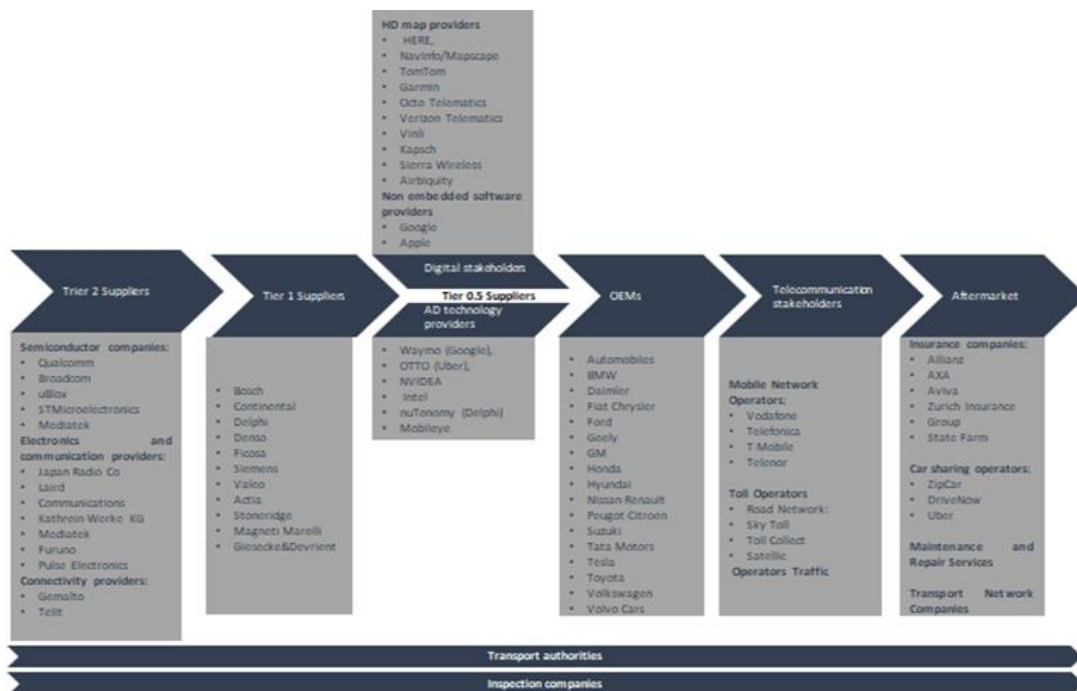 HD map providers
• HERE,
• Navinfo/Mapscape
• TomTom
• Garmin
• Octo Telematics
• Verizon Telematics
• Vinli
• Kapsch
• Sierra Wireless
• Airbiquity
Non embedded software
providers
• Google
• Apple
Trier 2 Suppliers
Tier 1 Suppliers
Digital stakeholders
Tier 0.5 Suppliers
AD technology
providers
OEMs
Telecommunication
stakeholders
Aftermarket
Semiconductor companies:
• Qualcomm
• Broadcom
• uBlox
• STMicroelectronics
• Mediatek
Electronics and
communication providers:
• Japan Radio Co
• Laird
• Communications
• Kathrein Werke KG
• Mediatek
• Furuno
• Pulse Electronics
Connectivity providers:
• Gemalto
• Telit
• Bosch
• Continental
• Delphi
• Denso
• Ficosa
• Siemens
• Valeo
• Actia
• Stoneridge
• Magneti Marelli
• Giesecke&Devrient
• Waymo (Google),
• OTTO (Uber),
• NVIDEA
• Intel
• nuTonomy (Delphi)
• Mobileye
• Automobiles
• BMW
• Daimler
• Fiat Chrysler
• Ford
• Geely
• GM
• Honda
• Hyundai
• Nissan Renault
• Peugot Citroen
• Suzuki
• Tata Motors
• Tesla
• Toyota
• Volkswagen
• Volvo Cars
Mobile Network
Operators:
• Vodafone
• Telefonica
• T Mobile
• Telenor
Toll Operators
• Road Network:
• Sky Toll
• Toll Collect
• Satellic
Operators Traffic
Insurance companies:
• Allianz
• AXA
• Aviva
• Zurich Insurance
• Group
• State Farm
Car sharing operators:
• ZipCar
• DriveNow
• Uber
Maintenance and
Repair Services
Transport Network
Companies
Transport authorities
Inspection companies